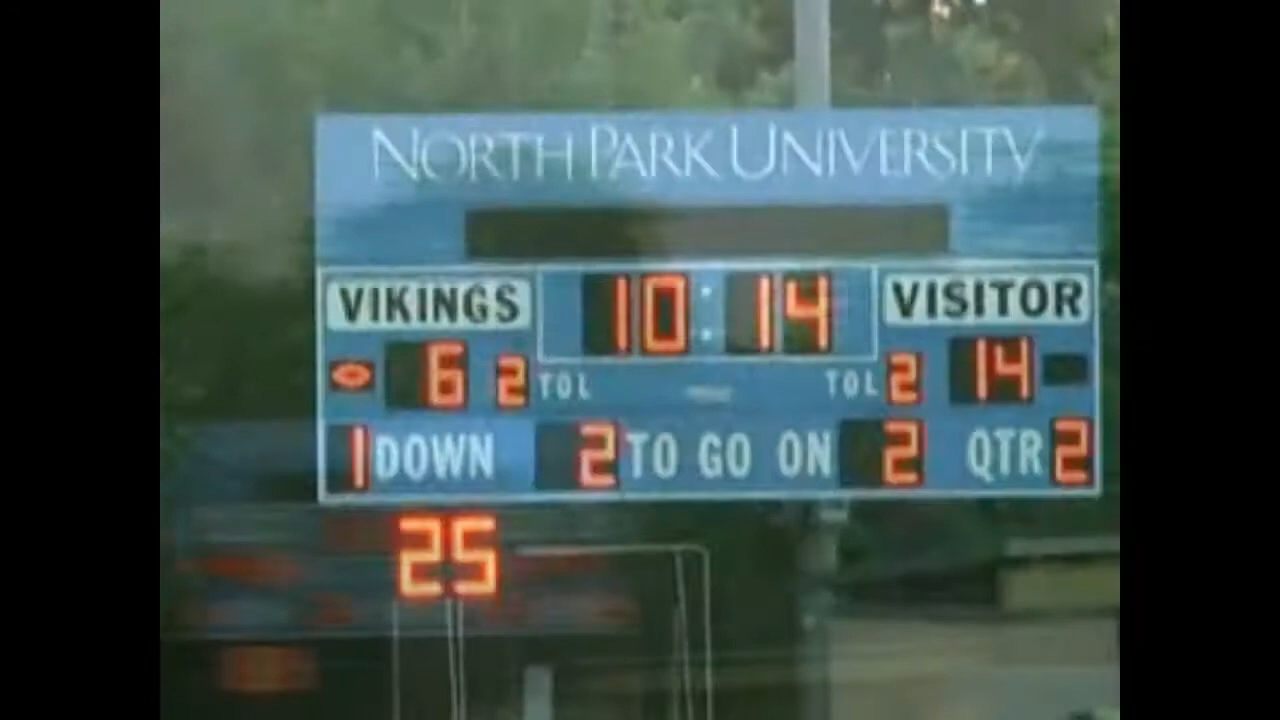 NORTH PARK UNIVERSITY
VIKINGS 10:14 VISITOR
6 2 TOL TOL 2 14
1 DOWN 2 TO GO ON 2 QTR 2
25